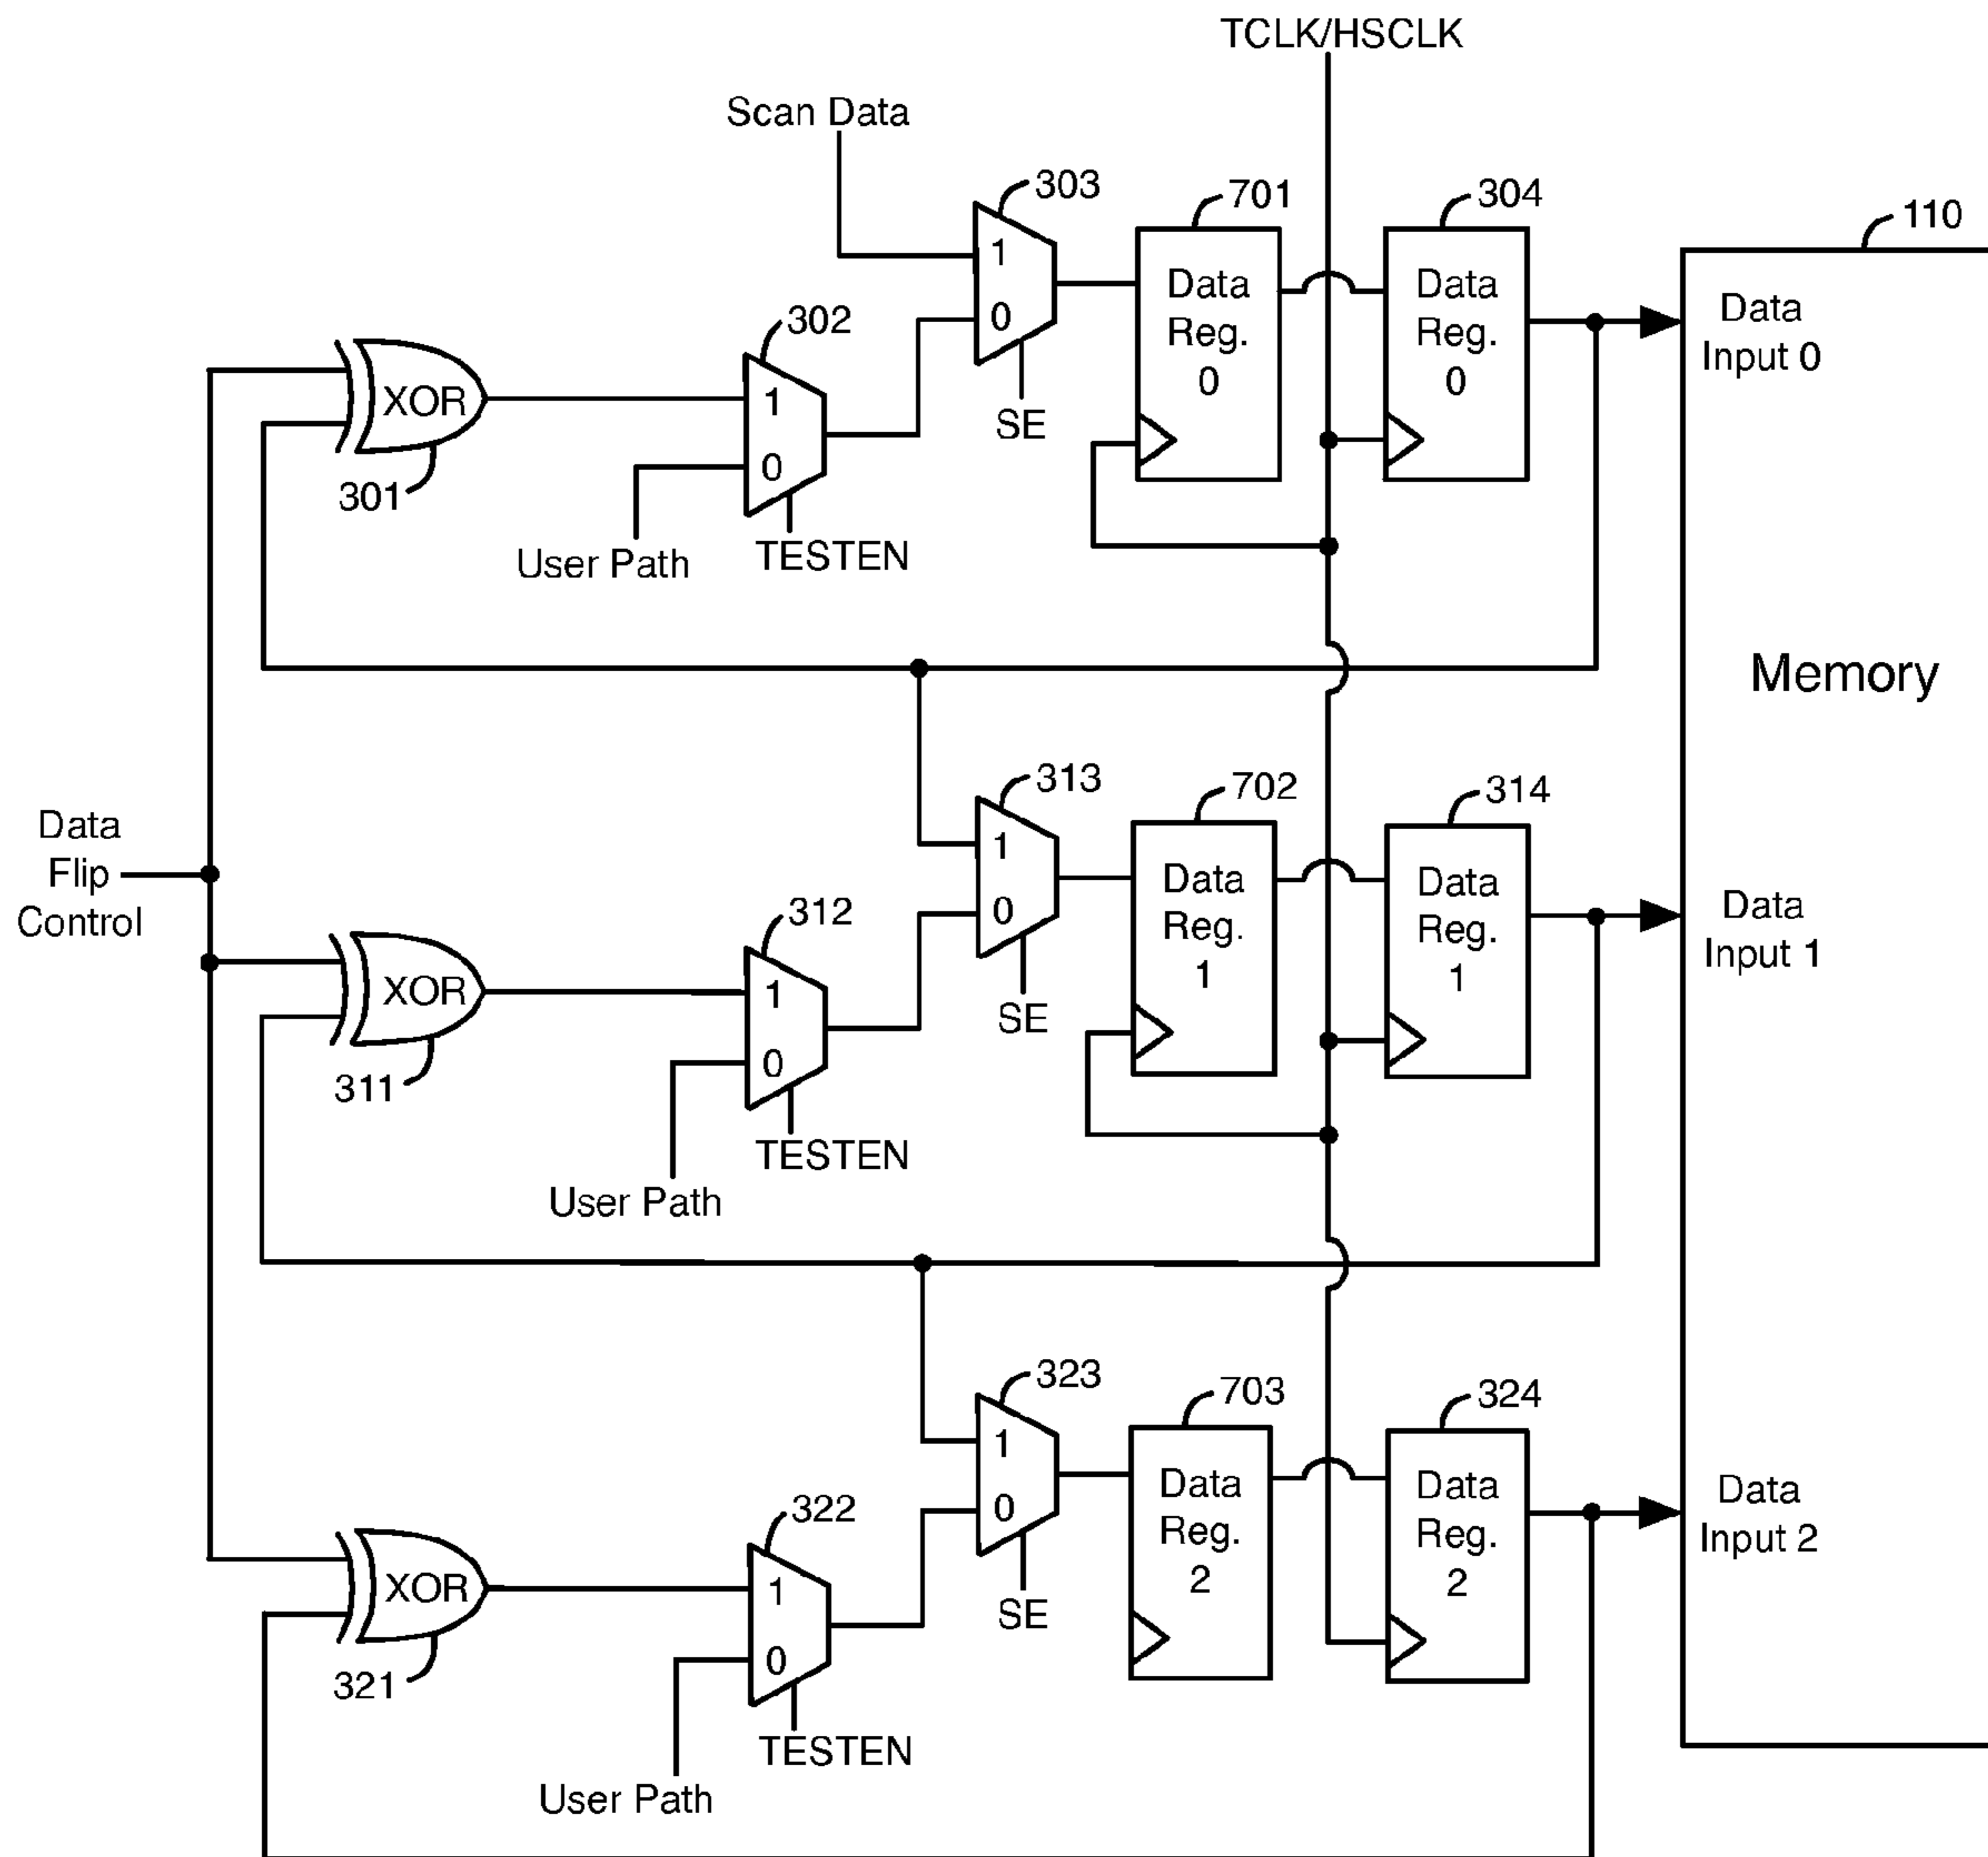 TCLK/HSCLK
Scan Data
303
701
304
110
1
0
SE
Data
Reg.
0
Data
Reg.
0
Data
Input 0
302
XOR
301
1
0
User Path
TESTEN
Memory
313
702
314
1
0
SE
Data
Reg.
1
Data
Reg.
1
Data
Input 1
Data
Flip
Control
312
XOR
311
1
0
TESTEN
User Path
323
703
324
1
0
SE
Data
Reg.
2
Data
Reg.
2
Data
Input 2
322
XOR
321
1
0
TESTEN
User Path